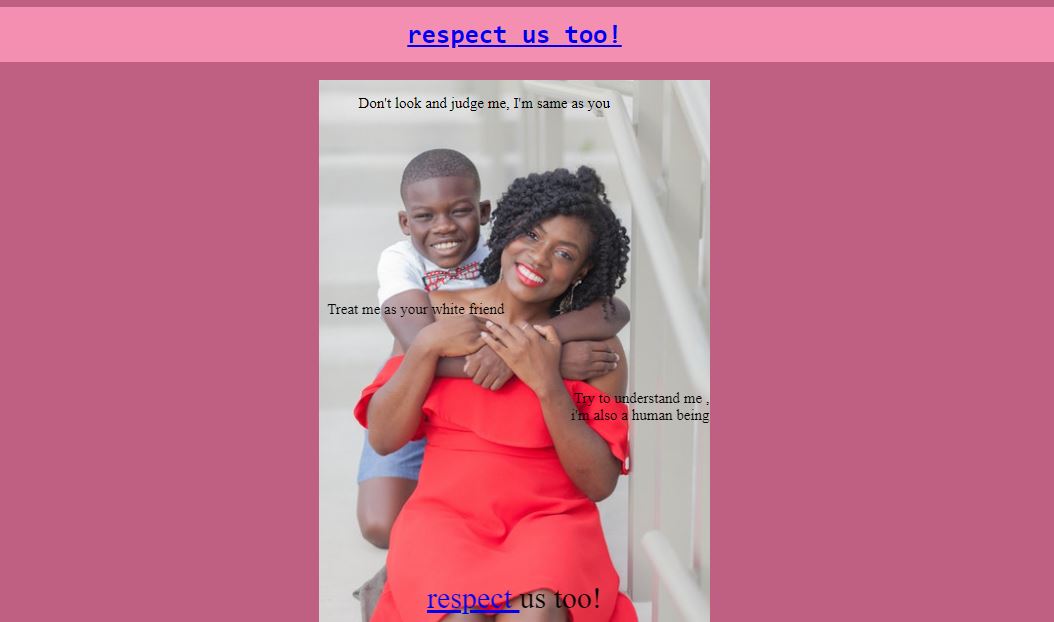 respect us too!
Don't look and judge me, I'm same as you
Treat me as your white friend
Try to understand me ,
i'm also a human being
respect us too!